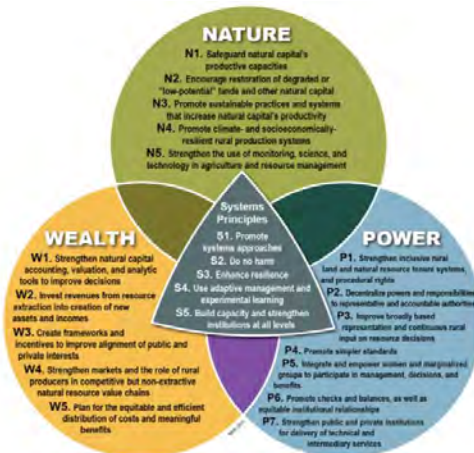 NATURE
N1. Safeguard natural capital's
productive capacities
N2. Encourage restoration of degraded or
"low-potential" lands and other natural capital
N3. Promote sustainable practices and systems
that increase natural capital's productivity
N4. Promote climate- and socioeconomically-
resilient rural production systems
N5. Strengthen the use of monitoring, science, and
technology in agriculture and resource management
Systems
Principles
S1. Promote
systems approaches
S2. Do no harm
S3. Enhance resilience
S4. Use adaptive management and
experimental learning
S5. Build capacity and strengthen
institutions at all levels
WEALTH
W1. Strengthen natural capital
accounting, valuation, and analytic
tools to improve decisions
W2. Invest revenues from resource
extraction into creation of new
assets and incomes
W3. Create frameworks and
incentives to improve alignment of public and
private interests
W4. Strengthen markets and the role of rural
producers in competitive but non-extractive
natural resource value chains
W5. Plan for the equitable and efficient
distribution of costs and meaningful
benefits
POWER
P1. Strengthen inclusive rural
land and natural resource tenure systems,
and procedural rights
P2. Decentralize powers and responsibilities
to representative and accountable authorities
P3. Improve broadly based
representation and continuous rural
input on resource decisions
P4. Promote simpler standards
P5. Integrate and empower women and marginalized
groups to participate in management, decisions, and
benefits
P6. Promote checks and balances, as well as
equitable institutional relationships
P7. Strengthen public and private institutions
for delivery of technical and
intermediary services